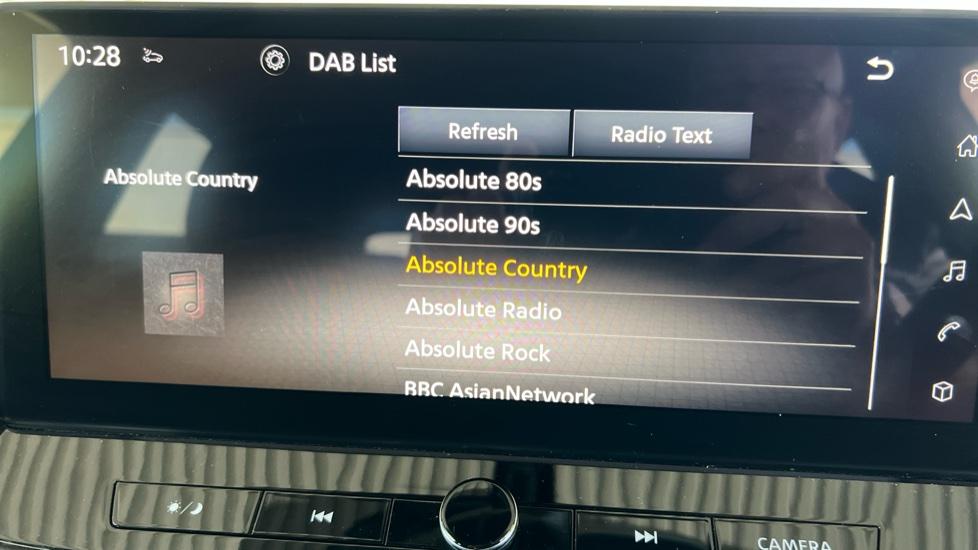 10:28
DAB List
Refresh
Radio Text
Absolute Country
Absolute 80s
Absolute 90s
Absolute Country
Absolute Radio
Absolute Rock
BBC AsianNetwork
CAMERA